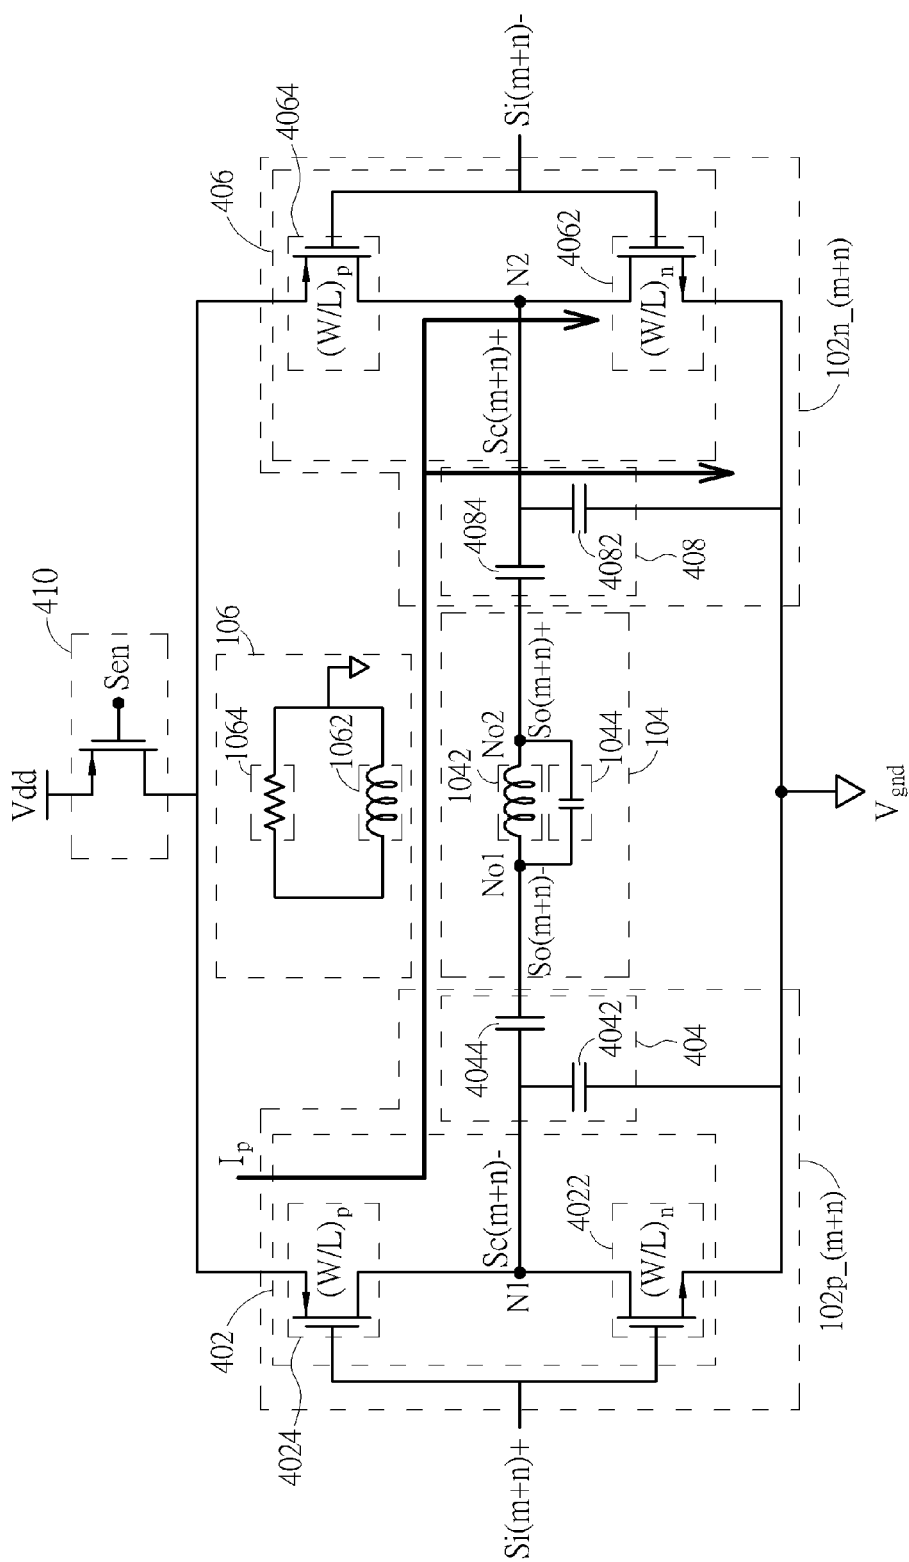 Vdd
410
Sen
402
4024
(W/L)p
Ip
1064
106
1062
406
4064
(W/L)p
Si(m+n)+
N1
Sc(m+n)-
4044
So(m+n)-
No1
1042
No2
So(m+n)+
4084
Sc(m+n)+
N2
Si(m+n)-
4022
(W/L)n
4042
404
1044
104
4082
408
4062
(W/L)n
102p_(m+n)
Vgnd
102n_(m+n)